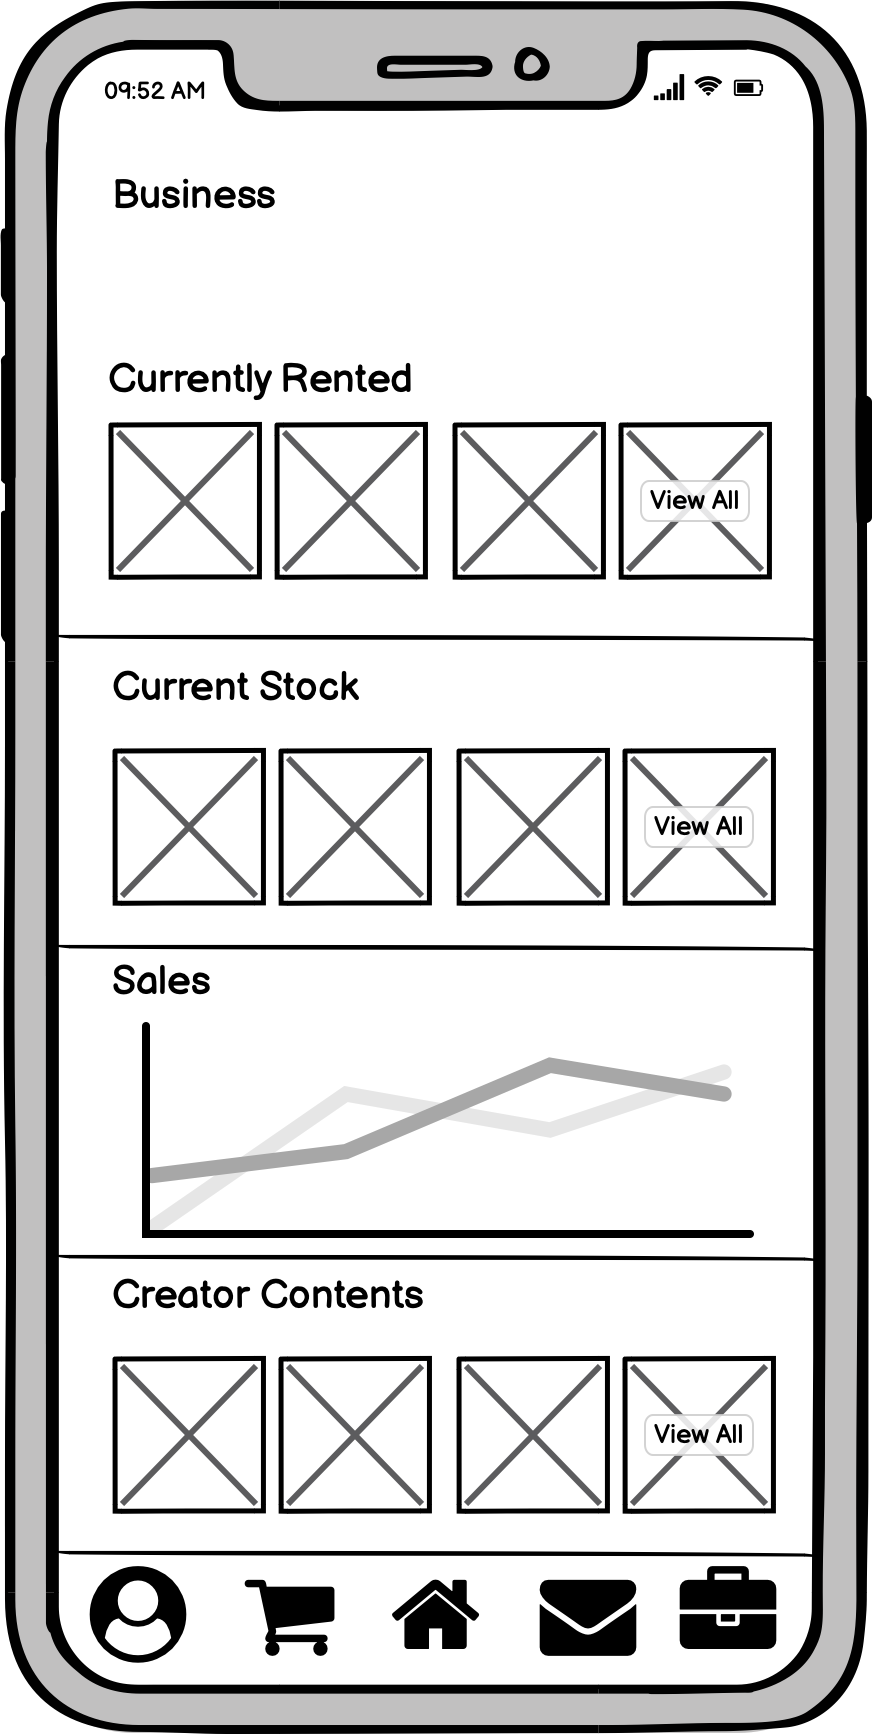 09:52 AM
Business
Currently Rented
View All
Current Stock
View All
Sales
Creator Contents
View All